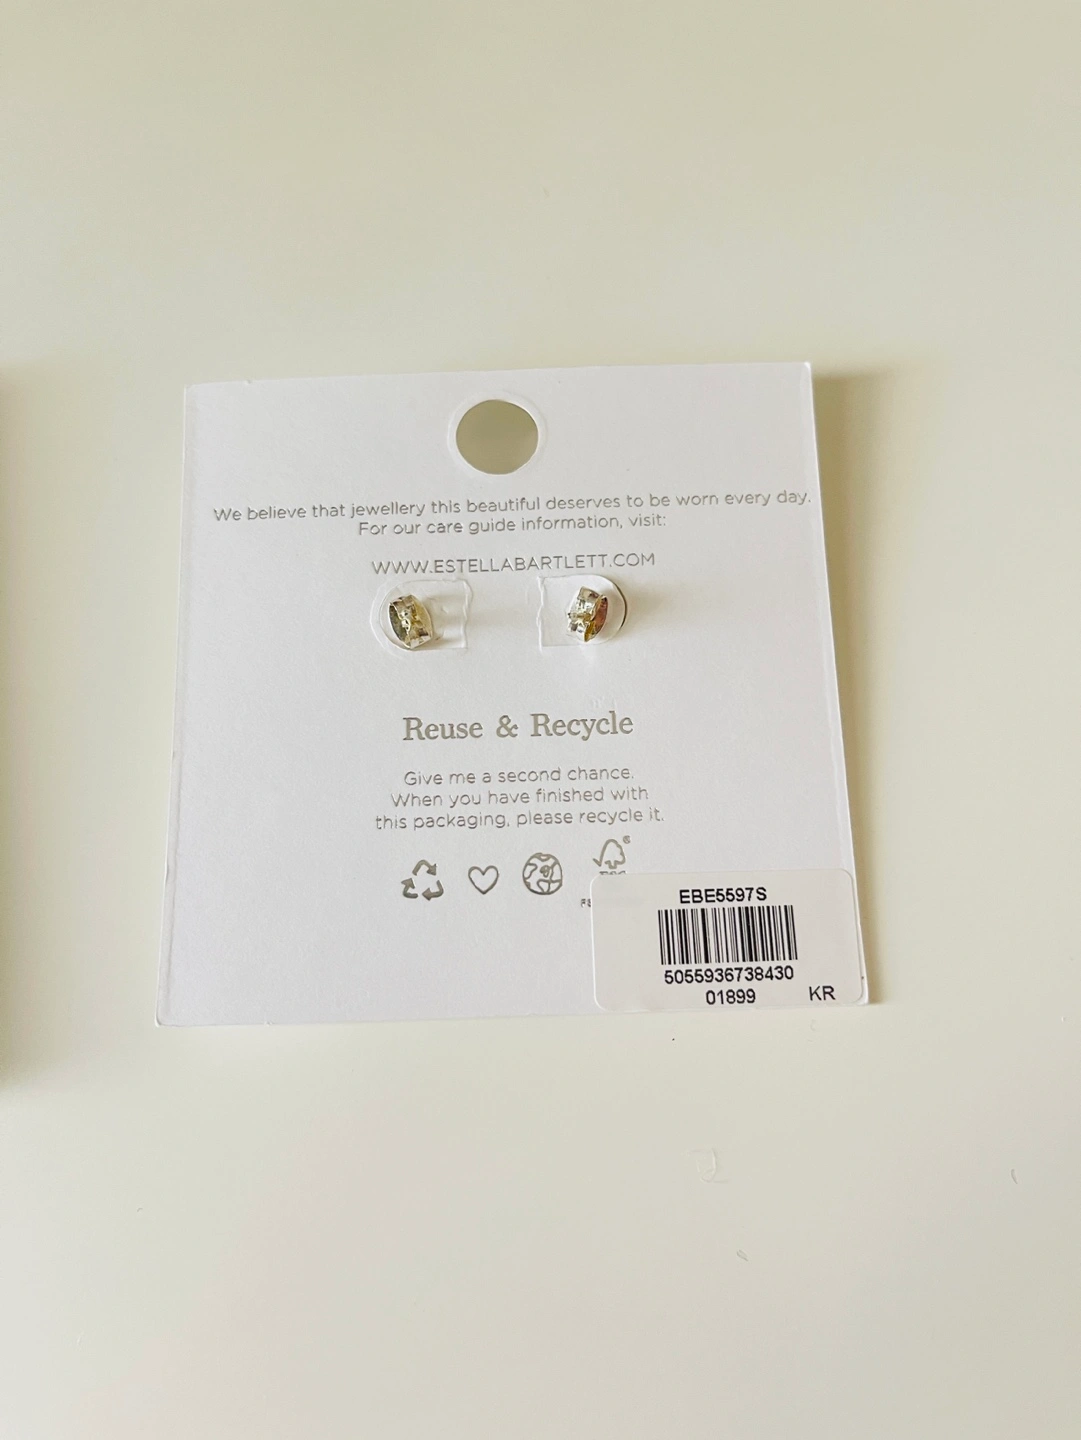 We believe that jewellery this beautiful deserves to be worn every day.
For our care guide information, visit:
WWW.ESTELLABARTLETT.COM
Reuse & Recycle
Give me a second chance.
When you have finished with
this packaging, please recycle it.
EBE5597S
5055936738430
01899 KR